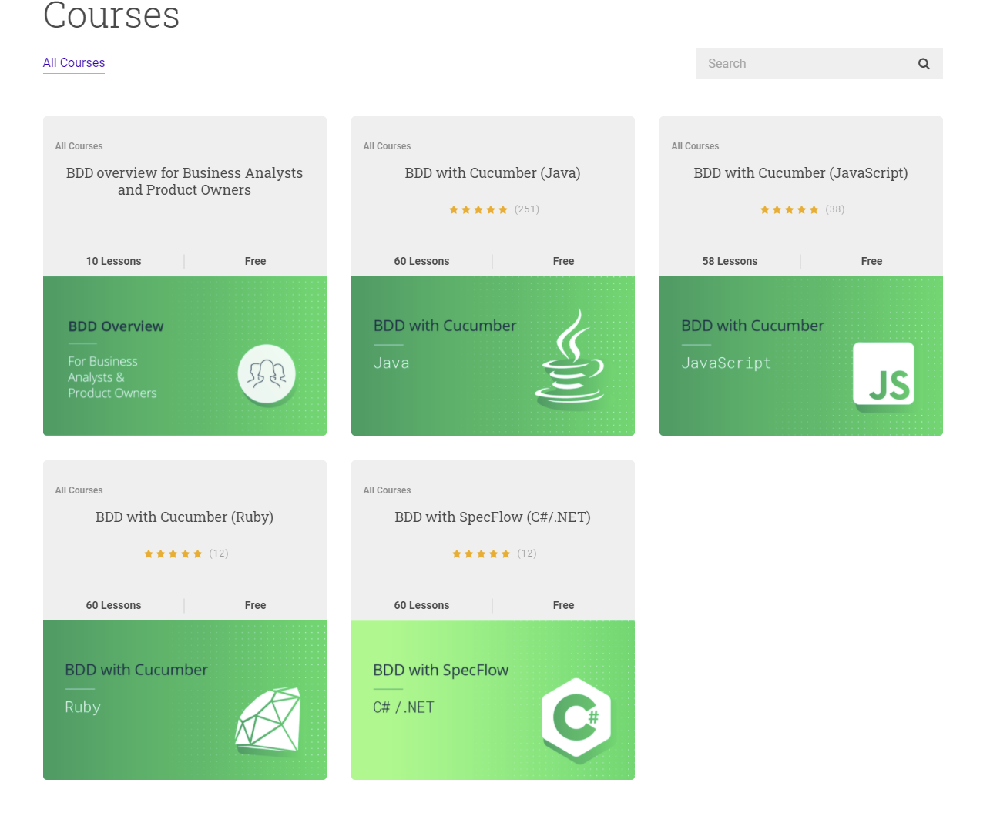 Courses
All Courses
Search
All Courses
BDD overview for Business Analysts
and Product Owners
10 Lessons
Free
BDD Overview
For Business
Analysts &
Product Owners
All Courses
BDD with Cucumber (Java)
(251)
60 Lessons
Free
BDD with Cucumber
Java
All Courses
BDD with Cucumber (JavaScript)
(38)
58 Lessons
Free
BDD with Cucumber
JavaScript
JS
All Courses
BDD with Cucumber (Ruby)
(12)
60 Lessons
Free
BDD with Cucumber
Ruby
All Courses
BDD with SpecFlow (C#/.NET)
(12)
60 Lessons
Free
BDD with SpecFlow
C# /.NET
C#